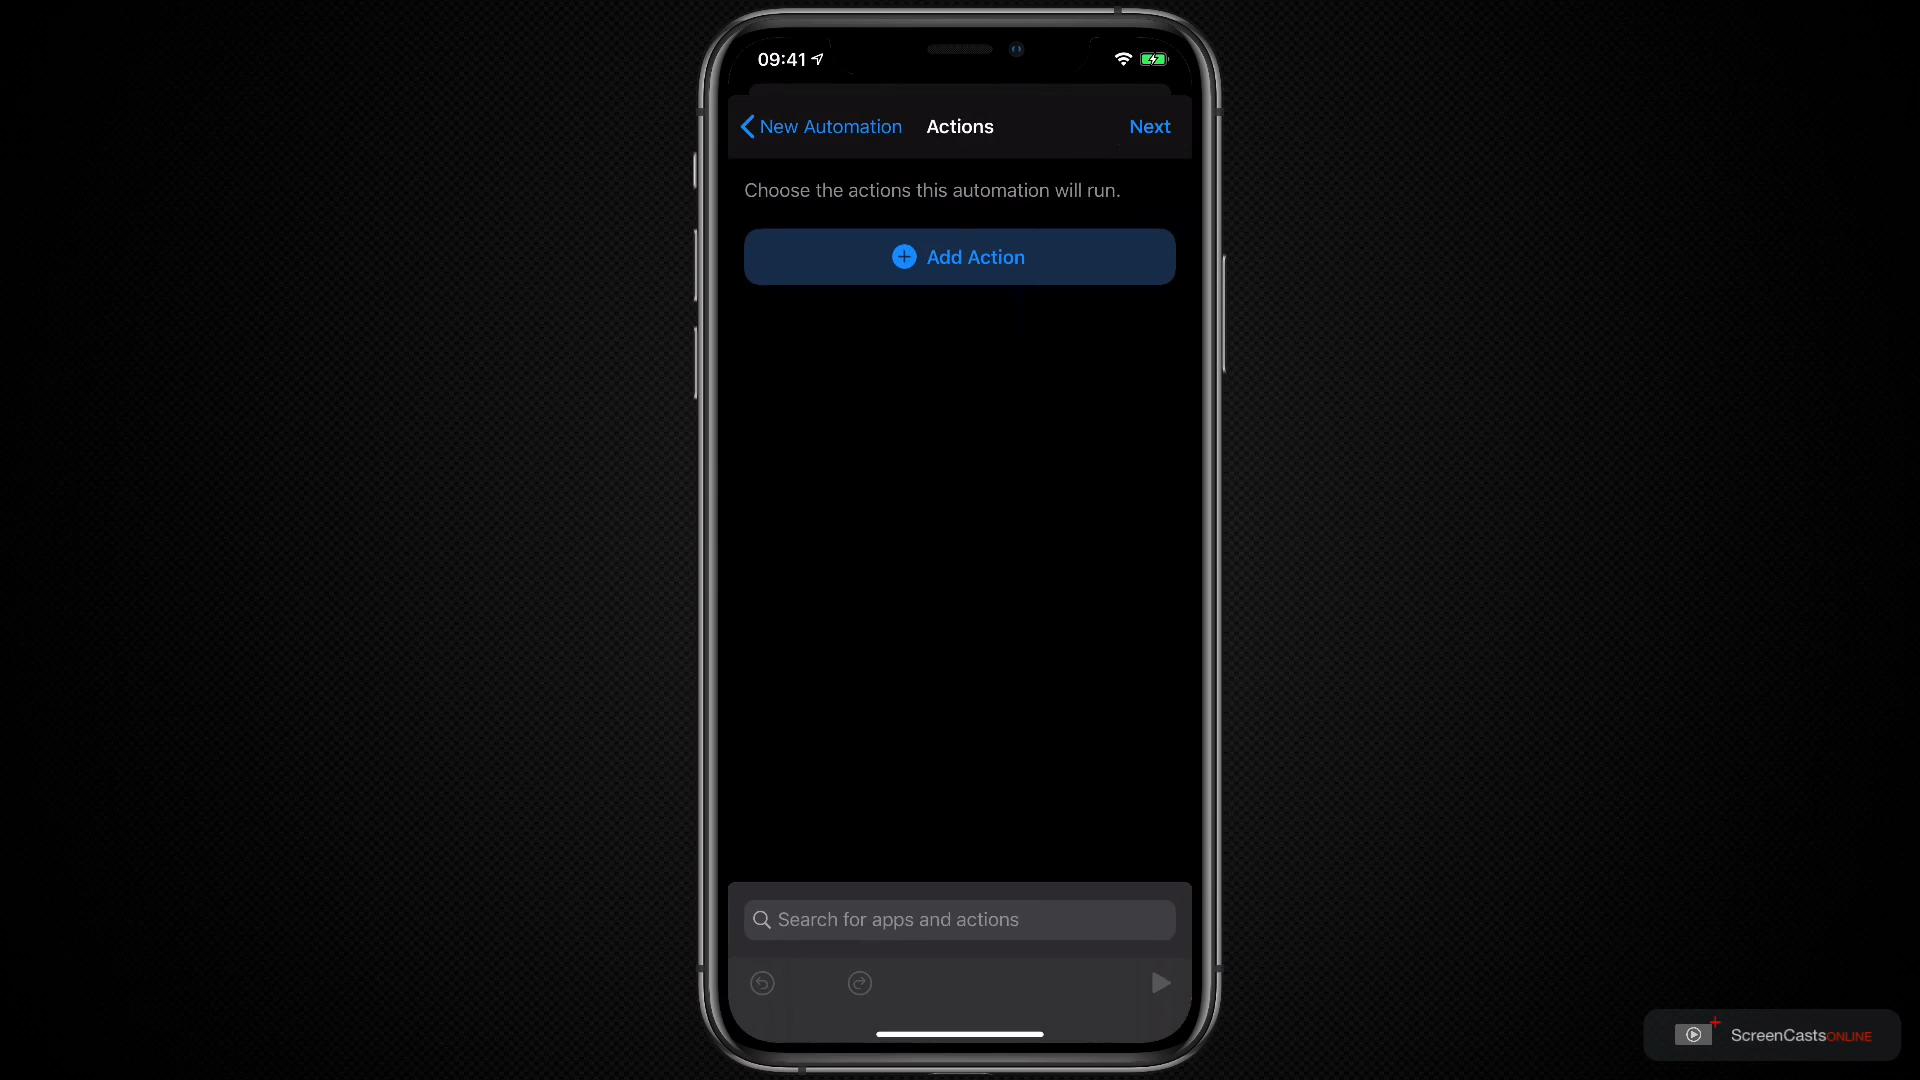 09:41
New Automation
Actions
Next
Choose the actions this automation will run.
Add Action
Search for apps and actions
ScreenCastsONLINE